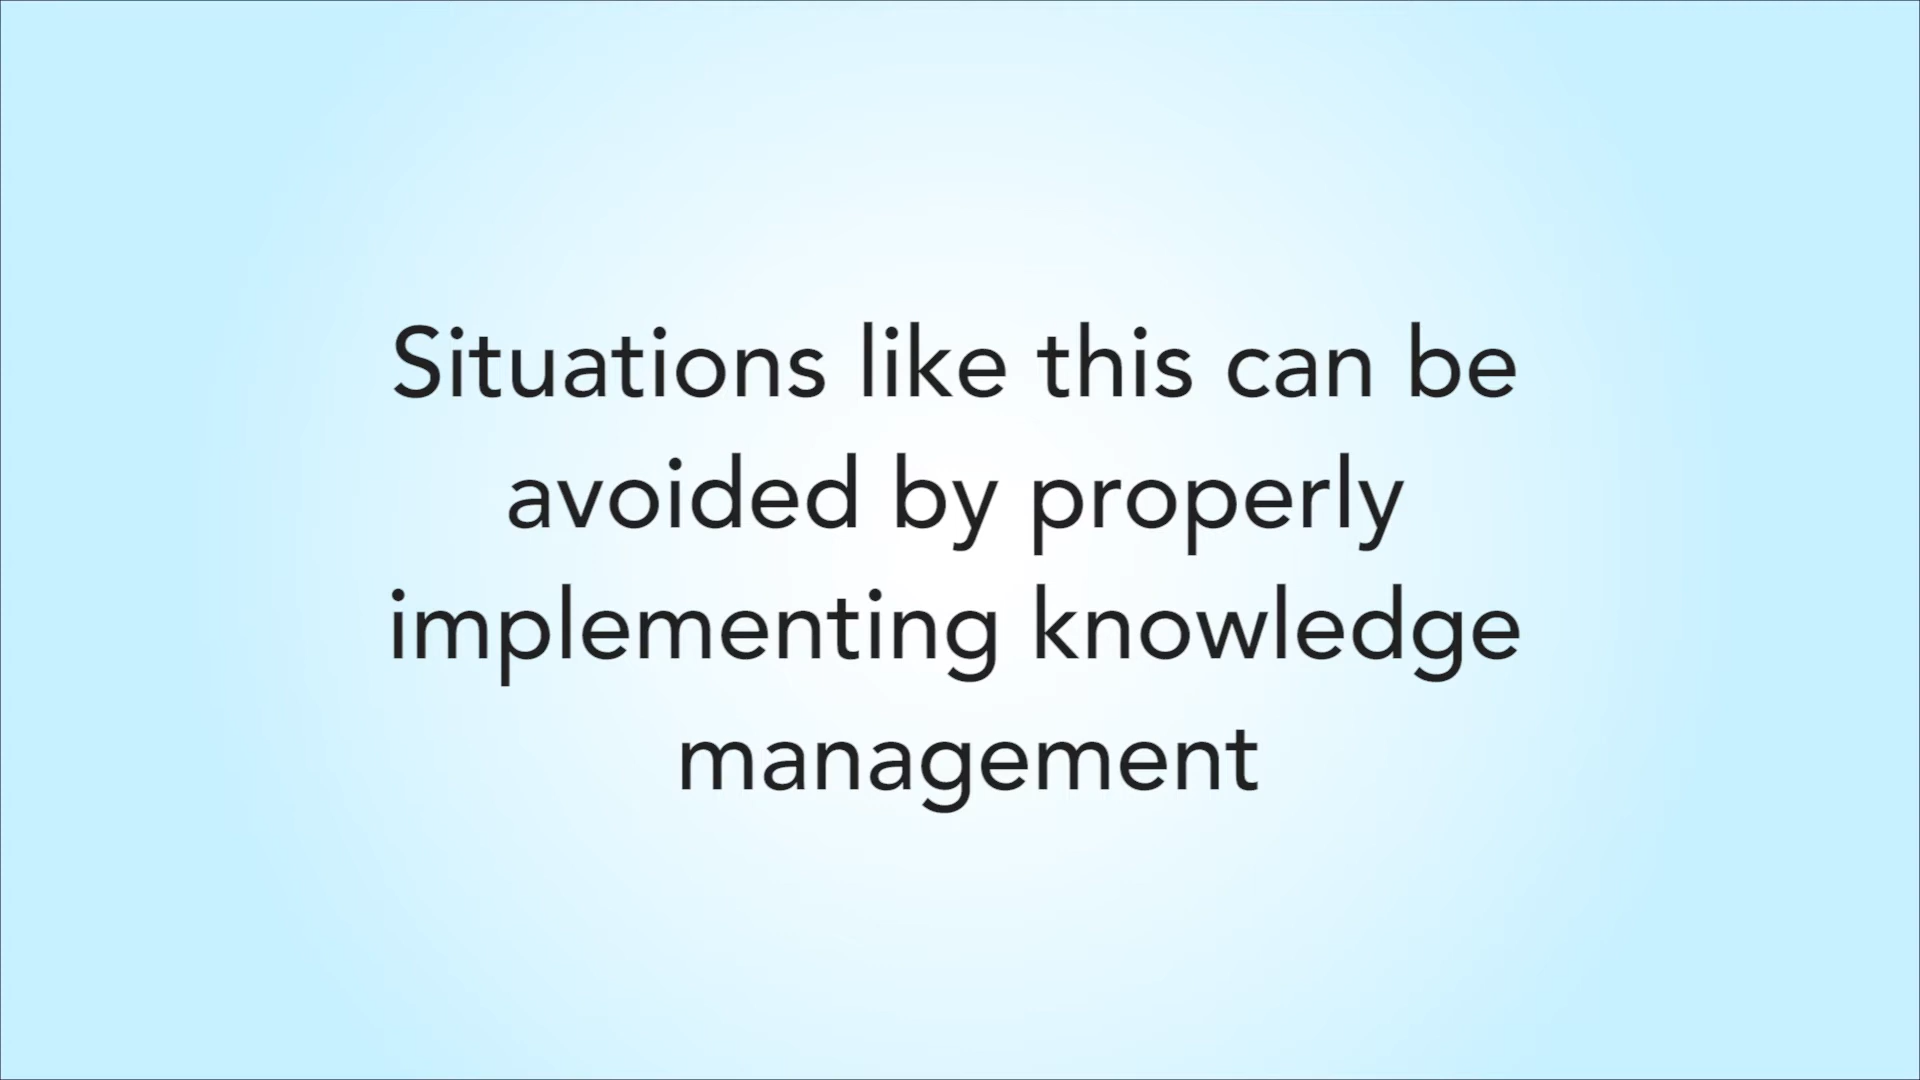 Situations like this can be
avoided by properly
implementing knowledge
management